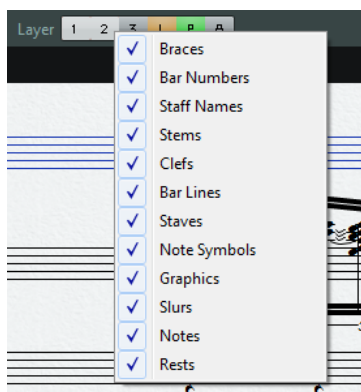 Layer 1 2 3 L P A
Braces
Bar Numbers
Staff Names
Stems
Clefs
Bar Lines
Staves
Note Symbols
Graphics
Slurs
Notes
Rests